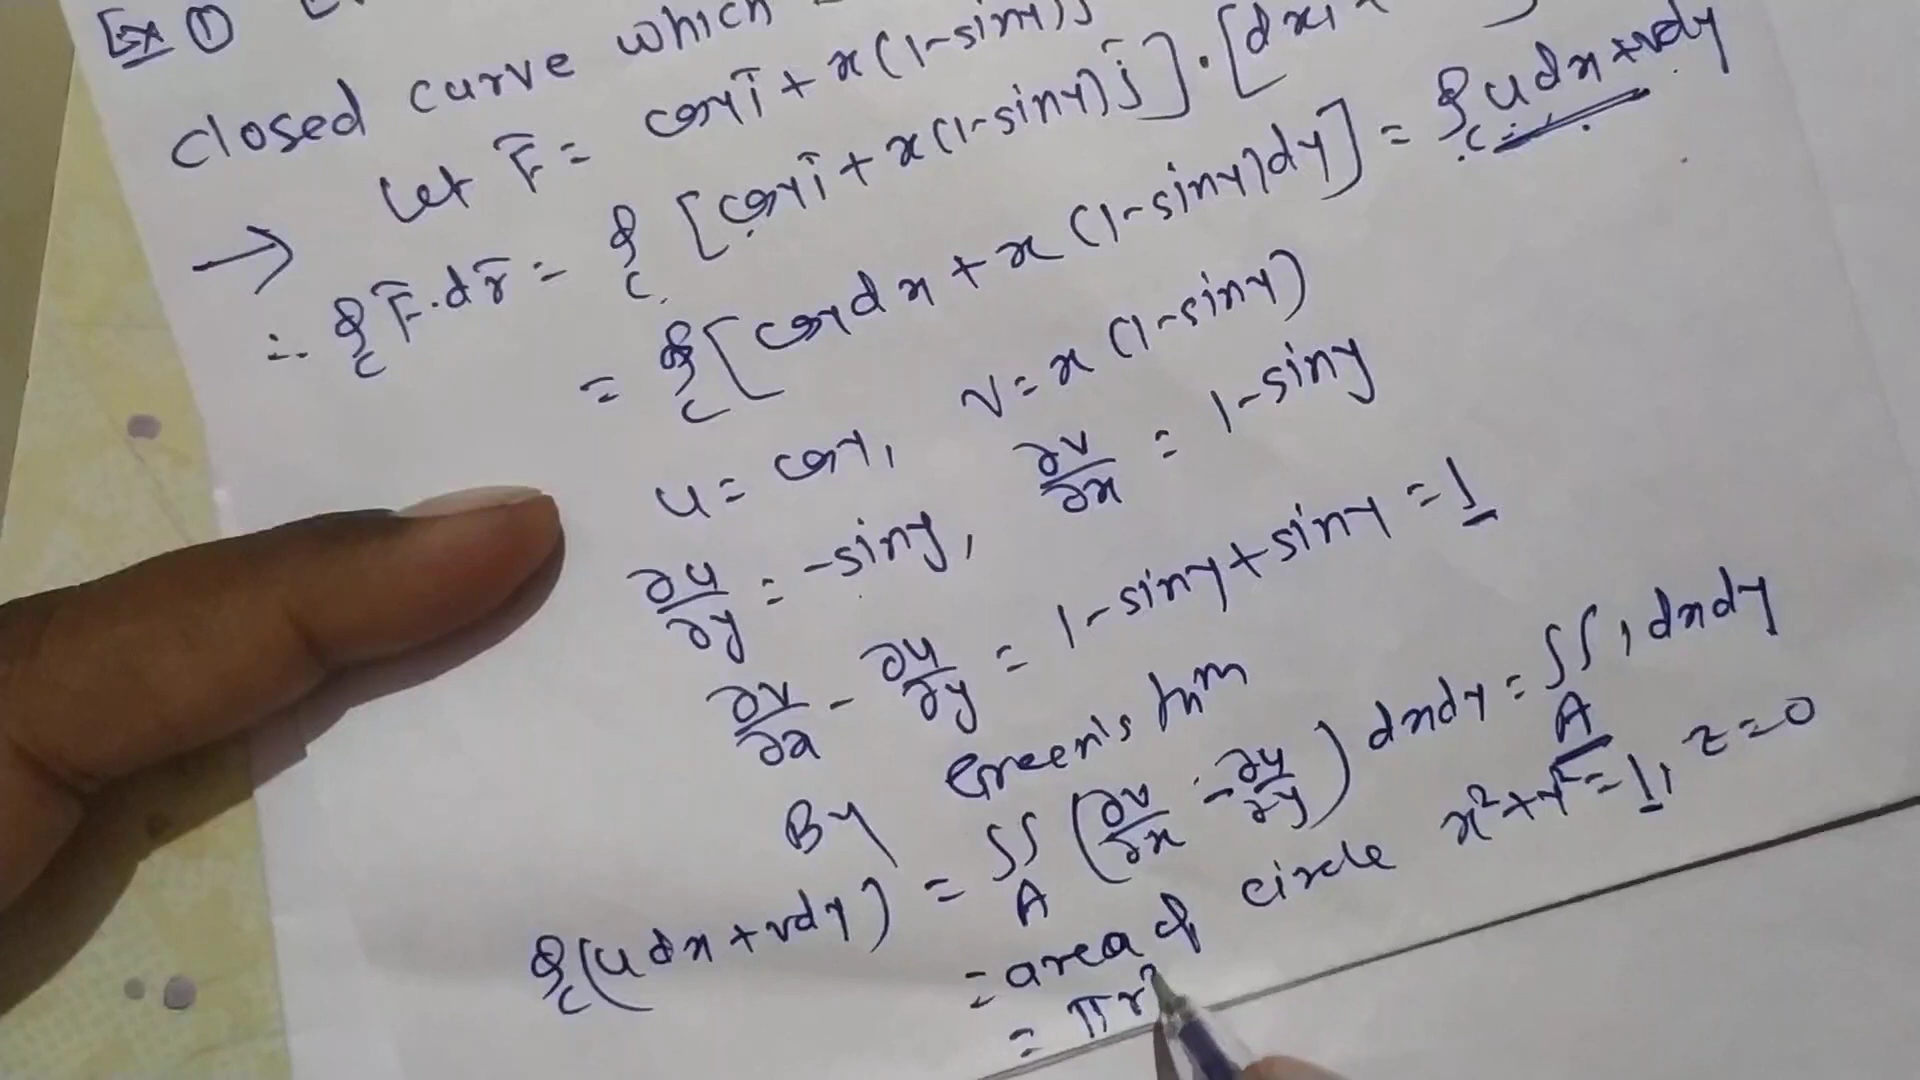 Ex ①
closed curve which
→ Let F̄ = cosy ī + x(1-siny) j̄
∴ ∮c F̄·dr̄ = ∮c [cosy ī + x(1-siny) j̄]·[dx i
= ∮c [cosy dx + x(1-siny)dy] = ∮c udx+vdy
u = cosy, v = x(1-siny)
∂u/∂y = -siny, ∂v/∂x = 1-siny
∂v/∂x - ∂u/∂y = 1-siny+siny = 1
By Green's thm
∮c (udx+vdy) = ∬A (∂v/∂x - ∂u/∂y) dxdy = ∬A 1 dxdy
= area of circle x²+y²=1, z=0
= πr²